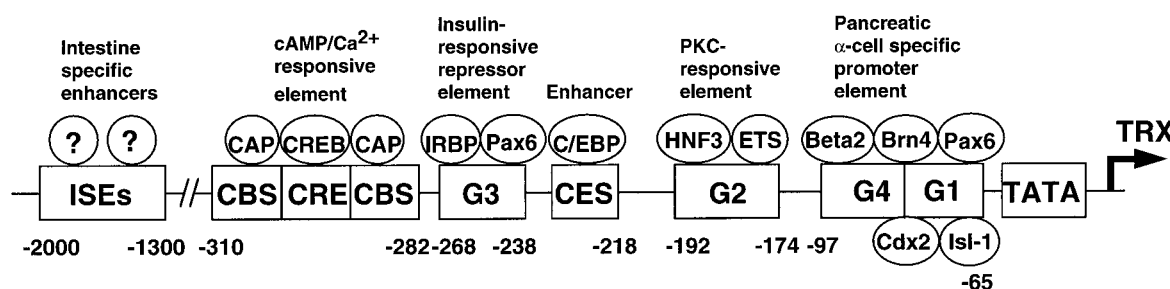 Intestine
specific
enhancers
cAMP/Ca2+
responsive
element
Insulin-
responsive
repressor
element
Enhancer
PKC-
responsive
element
Pancreatic
α-cell specific
promoter
element
? ? CAP CREB CAP IRBP Pax6 C/EBP HNF3 ETS Beta2 Brn4 Pax6 TRX
ISEs // CBS CRE CBS G3 CES G2 G4 G1 TATA
Cdx2 Isl-1
-2000 -1300 -310 -282 -268 -238 -218 -192 -174 -97
-65